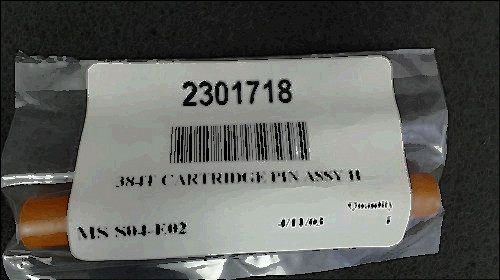 2301718
384T CARTRIDGE PIN ASSY H
Quantity
MS S04-E02 4/11/03 1